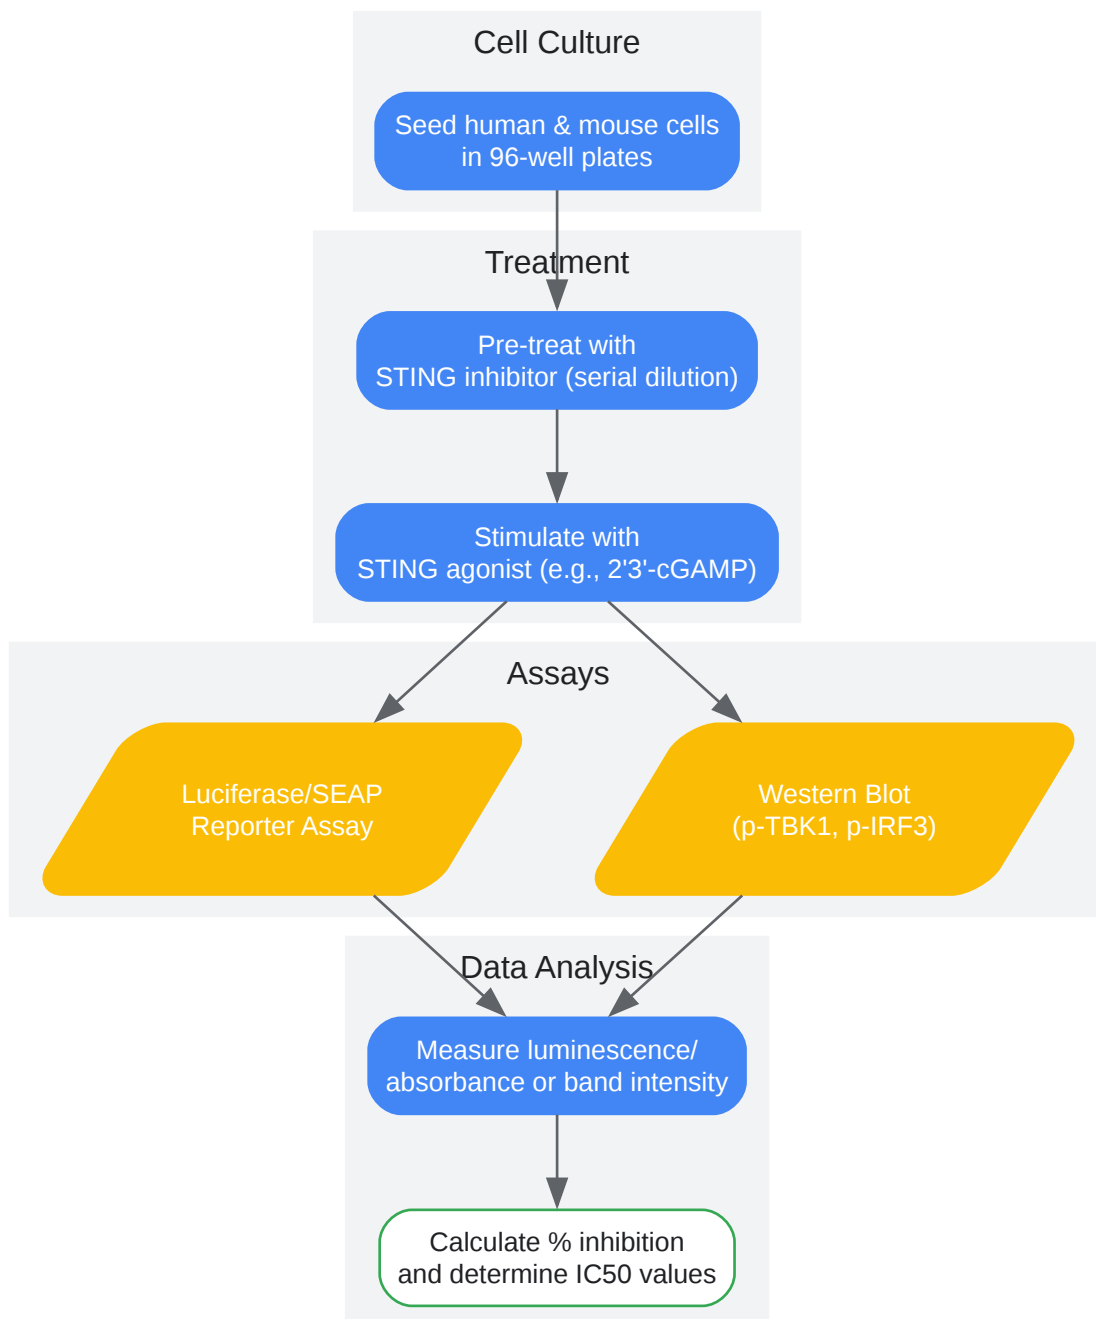 Cell Culture
Seed human & mouse cells
in 96-well plates
Treatment
Pre-treat with
STING inhibitor (serial dilution)
Stimulate with
STING agonist (e.g., 2'3'-cGAMP)
Assays
Luciferase/SEAP
Reporter Assay
Western Blot
(p-TBK1, p-IRF3)
Data Analysis
Measure luminescence/
absorbance or band intensity
Calculate % inhibition
and determine IC50 values